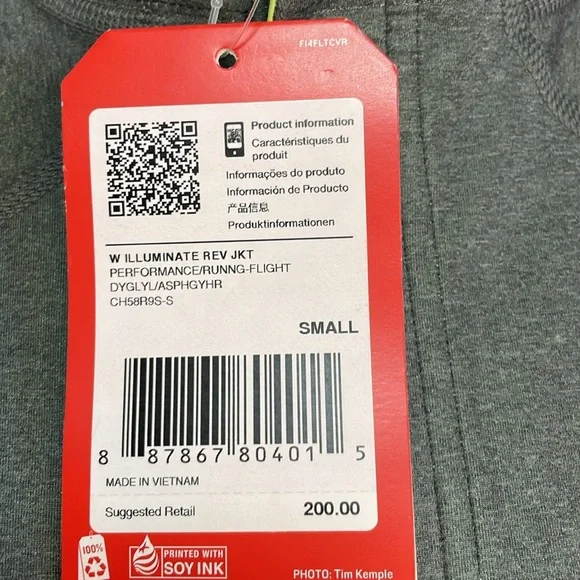 FI4FLTCVR
Product information
Caractéristiques du
produit
Informações do produto
Información de Producto
产品信息
Produktinformationen
W ILLUMINATE REV JKT
PERFORMANCE/RUNNG-FLIGHT
DYGLYL/ASPHGYHR
CH58R9S-S
SMALL
8 87867 80401 5
MADE IN VIETNAM
Suggested Retail 200.00
100%
PRINTED WITH
SOY INK
PHOTO: Tim Kemple